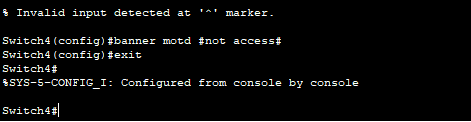 % Invalid input detected at '^' marker.
Switch4(config)#banner motd #not access#
Switch4(config)#exit
Switch4#
%SYS-5-CONFIG_I: Configured from console by console
Switch4#